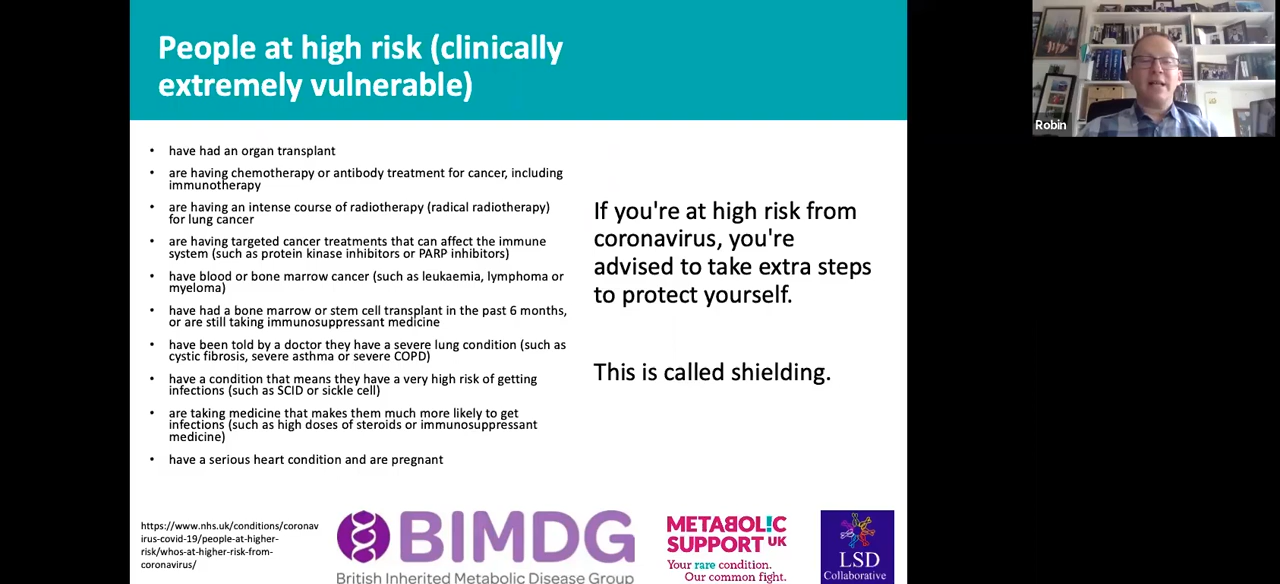 People at high risk (clinically
extremely vulnerable)
Robin
• have had an organ transplant
• are having chemotherapy or antibody treatment for cancer, including
immunotherapy
• are having an intense course of radiotherapy (radical radiotherapy)
for lung cancer
• are having targeted cancer treatments that can affect the immune
system (such as protein kinase inhibitors or PARP inhibitors)
• have blood or bone marrow cancer (such as leukaemia, lymphoma or
myeloma)
• have had a bone marrow or stem cell transplant in the past 6 months,
or are still taking immunosuppressant medicine
• have been told by a doctor they have a severe lung condition (such as
cystic fibrosis, severe asthma or severe COPD)
• have a condition that means they have a very high risk of getting
infections (such as SCID or sickle cell)
• are taking medicine that makes them much more likely to get
infections (such as high doses of steroids or immunosuppressant
medicine)
• have a serious heart condition and are pregnant
If you're at high risk from
coronavirus, you're
advised to take extra steps
to protect yourself.
This is called shielding.
https://www.nhs.uk/conditions/coronav
irus-covid-19/people-at-higher-
risk/whos-at-higher-risk-from-
coronavirus/
BIMDG
British Inherited Metabolic Disease Group
METABOLIC
SUPPORT UK
Your rare condition.
Our common fight.
LSD
Collaborative